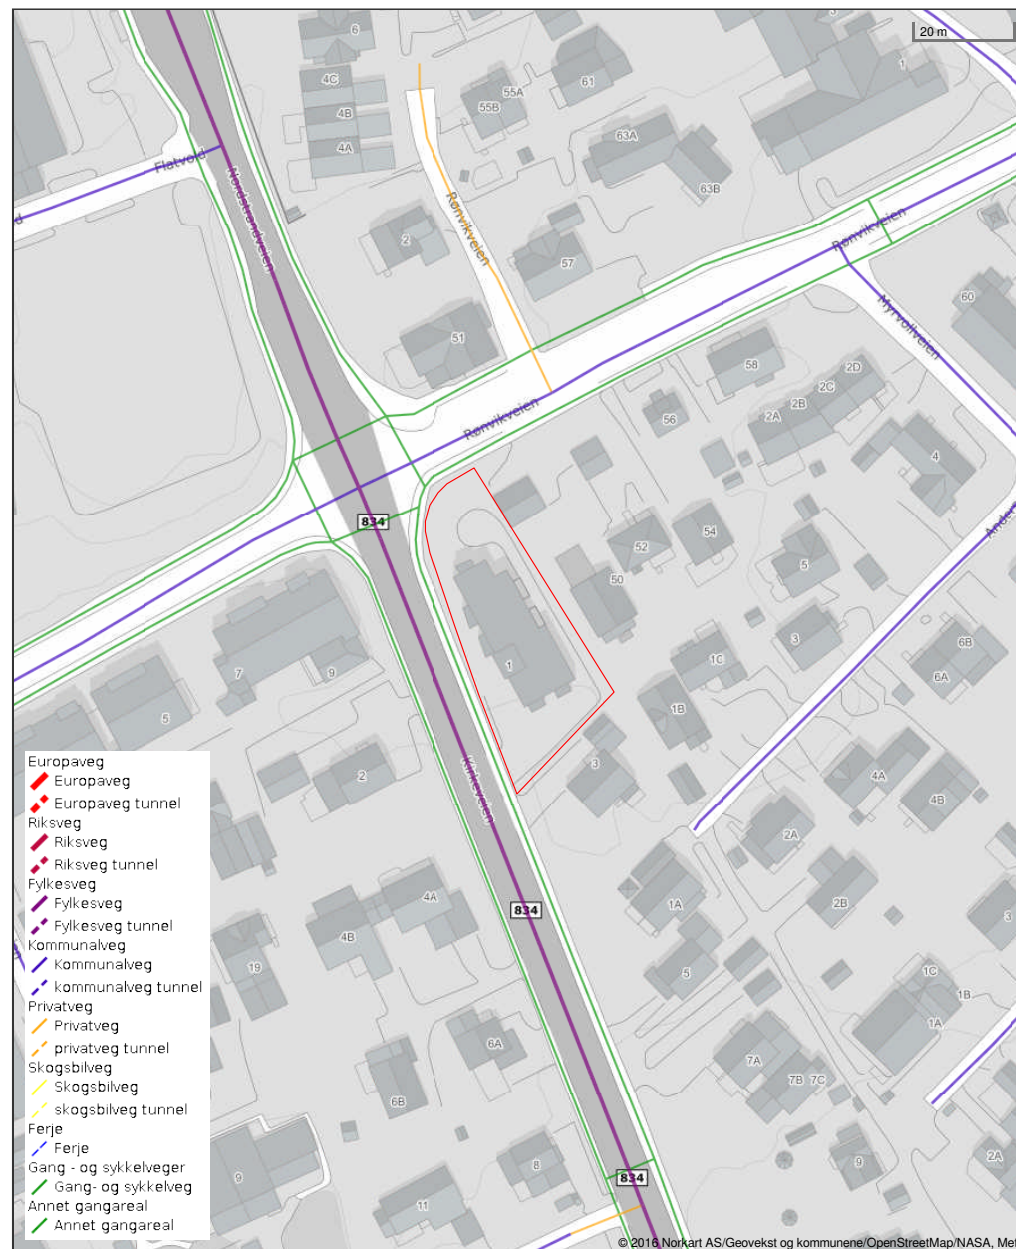 20 m
6
1
4C
4B
4A
55A
55B
61
63A
63B
Flatvold
Nordstrandveien
2
Rønvikveien
57
Rønvikveien
60
51
Myrvollveien
58
2D
2C
2B
2A
56
Rønvikveien
4
834
52
54
5
50
3
6B
6A
1C
1
7
9
5
1B
2
3
Kirkeveien
4A
4B
2A
2B
1A
834
4A
4B
3
19
5
1C
1B
1A
6A
7A
7B
7C
6B
8
9
2A
9
11
834
Europaveg
Europaveg
Europaveg tunnel
Riksveg
Riksveg
Riksveg tunnel
Fylkesveg
Fylkesveg
Fylkesveg tunnel
Kommunalveg
Kommunalveg
kommunalveg tunnel
Privatveg
Privatveg
privatveg tunnel
Skogsbilveg
Skogsbilveg
skogsbilveg tunnel
Ferje
Ferje
Gang - og sykkelveger
Gang- og sykkelveg
Annet gangareal
Annet gangareal
© 2016 Norkart AS/Geovekst og kommunene/OpenStreetMap/NASA, Met